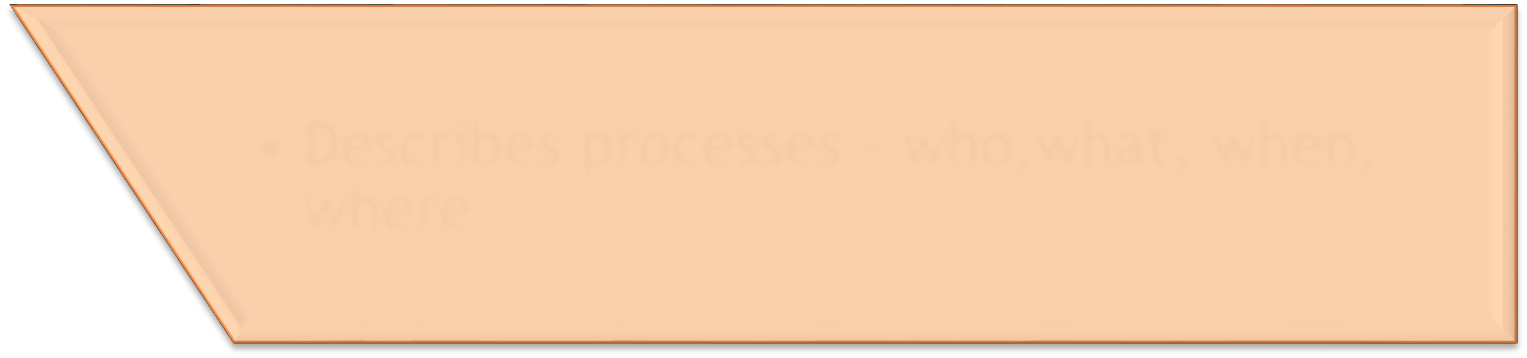 • Describes processes – who,what, when,
where